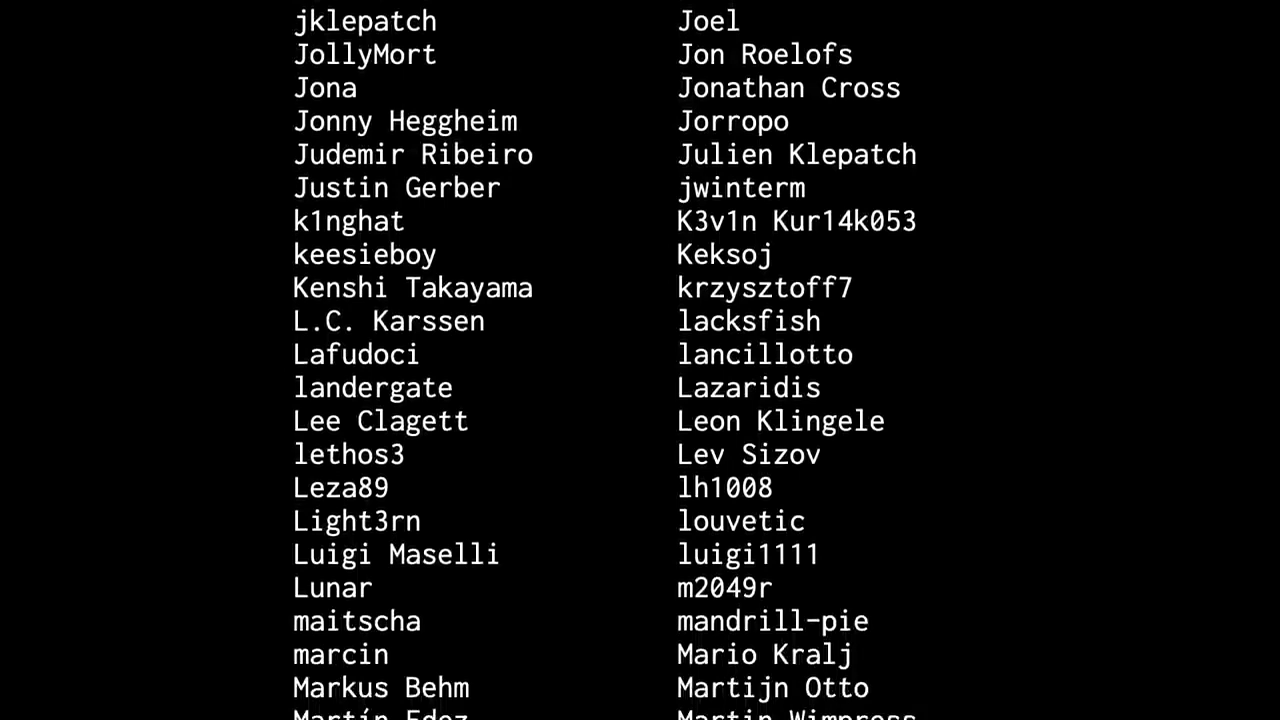 jklepatch Joel
JollyMort Jon Roelofs
Jona Jonathan Cross
Jonny Heggheim Jorropo
Judemir Ribeiro Julien Klepatch
Justin Gerber jwinterm
k1nghat K3v1n Kur14k053
keesieboy Keksoj
Kenshi Takayama krzysztoff7
L.C. Karssen lacksfish
Lafudoci lancillotto
landergate Lazaridis
Lee Clagett Leon Klingele
lethos3 Lev Sizov
Leza89 lh1008
Light3rn louvetic
Luigi Maselli luigi1111
Lunar m2049r
maitscha mandrill-pie
marcin Mario Kralj
Markus Behm Martijn Otto
Martín Martin Wimpress